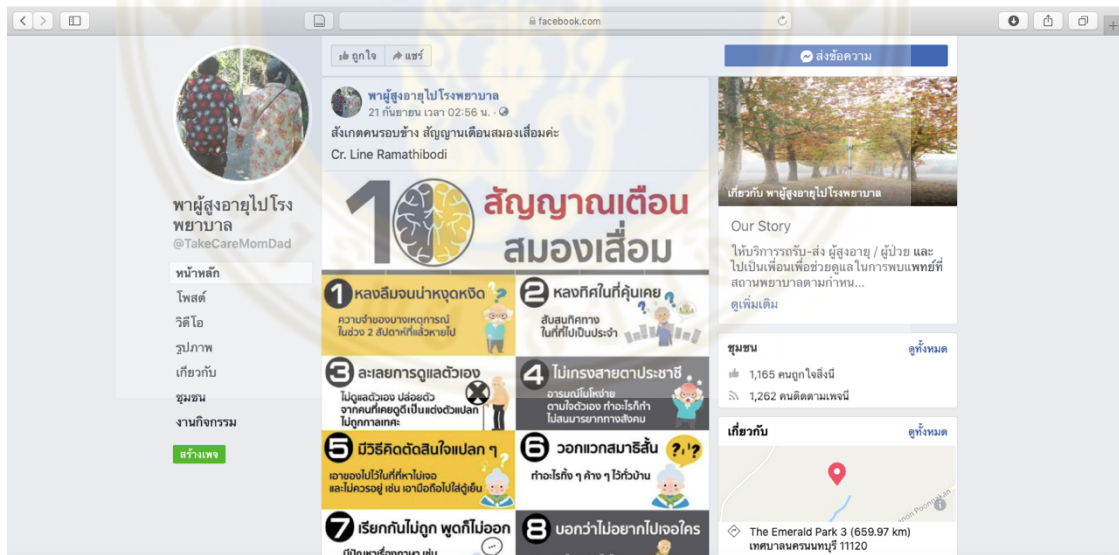 facebook.com
ถูกใจ
แชร์
ส่งข้อความ
พาผู้สูงอายุไปโรงพยาบาล
@TakeCareMomDad
หน้าหลัก
โพสต์
วิดีโอ
รูปภาพ
เกี่ยวกับ
ชุมชน
งานกิจกรรม
สร้างเพจ
พาผู้สูงอายุไปโรงพยาบาล
21 กันยายน เวลา 02:56 น.
สังเกตคนรอบข้าง สัญญานเตือนสมองเสื่อมค่ะ
Cr. Line Ramathibodi
10 สัญญาณเตือน
สมองเสื่อม
1 หลงลืมจนน่าหงุดหงิด
ความจำของบางเหตุการณ์
ในช่วง 2 สัปดาห์ที่แล้วหายไป
2 หลงทิศในที่คุ้นเคย
สับสนทิศทาง
ในที่ที่ไปเป็นประจำ
3 ละเลยการดูแลตัวเอง
ไม่ดูแลตัวเอง ปล่อยตัว
จากคนที่เคยดูดีเป็นแต่งตัวแปลก
ไม่ถูกกาลเทศะ
4 ไม่เกรงสายตาประชาชี
อารมณ์โมโหง่าย
ตามใจตัวเอง ทำอะไรก็ทำ
ไม่สนมารยาททางสังคม
5 มีวิธีคิดตัดสินใจแปลก ๆ
เอาของไปไว้ในที่ที่หาไม่เจอ
และไม่ควรอยู่ เช่น เอามือถือไปใส่ตู้เย็น
6 วอกแวกสมาธิสั้น
ทำอะไรทิ้ง ๆ ค้าง ๆ ไว้ทั่วบ้าน
7 เรียกกันไม่ถูก พูดก็ไม่ออก
มีปัญหาเรื่องภาษา เช่น
8 บอกว่าไม่อยากไปเจอใคร
เกี่ยวกับ พาผู้สูงอายุไปโรงพยาบาล
Our Story
ให้บริการรถรับ-ส่ง ผู้สูงอายุ / ผู้ป่วย และ
ไปเป็นเพื่อนเพื่อช่วยดูแลในการพบแพทย์ที่
สถานพยาบาลตามกำหน...
ดูเพิ่มเติม
ชุมชน
ดูทั้งหมด
1,165 คนถูกใจสิ่งนี้
1,262 คนติดตามเพจนี้
เกี่ยวกับ
ดูทั้งหมด
The Emerald Park 3 (659.97 km)
เทศบาลนครนนทบุรี 11120